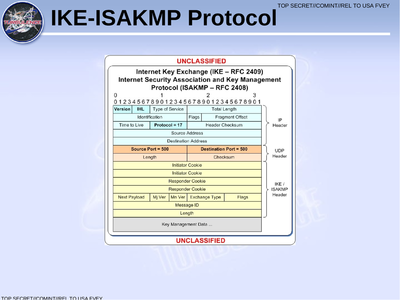 TOP SECRET//COMINT//REL TO USA FVEY
IKE-ISAKMP Protocol
UNCLASSIFIED
Internet Key Exchange (IKE – RFC 2409)
Internet Security Association and Key Management
Protocol (ISAKMP – RFC 2408)
0 1 2 3
0 1 2 3 4 5 6 7 8 9 0 1 2 3 4 5 6 7 8 9 0 1 2 3 4 5 6 7 8 9 0 1
Version IHL Type of Service Total Length
Identification Flags Fragment Offset
Time to Live Protocol = 17 Header Checksum
Source Address
Destination Address
IP
Header
Source Port = 500 Destination Port = 500
Length Checksum
UDP
Header
Initiator Cookie
Initiator Cookie
Responder Cookie
Responder Cookie
Next Payload Mj Ver Mn Ver Exchange Type Flags
Message ID
Length
IKE /
ISAKMP
Header
Key Management Data ...
UNCLASSIFIED
TOP SECRET//COMINT//REL TO USA FVEY